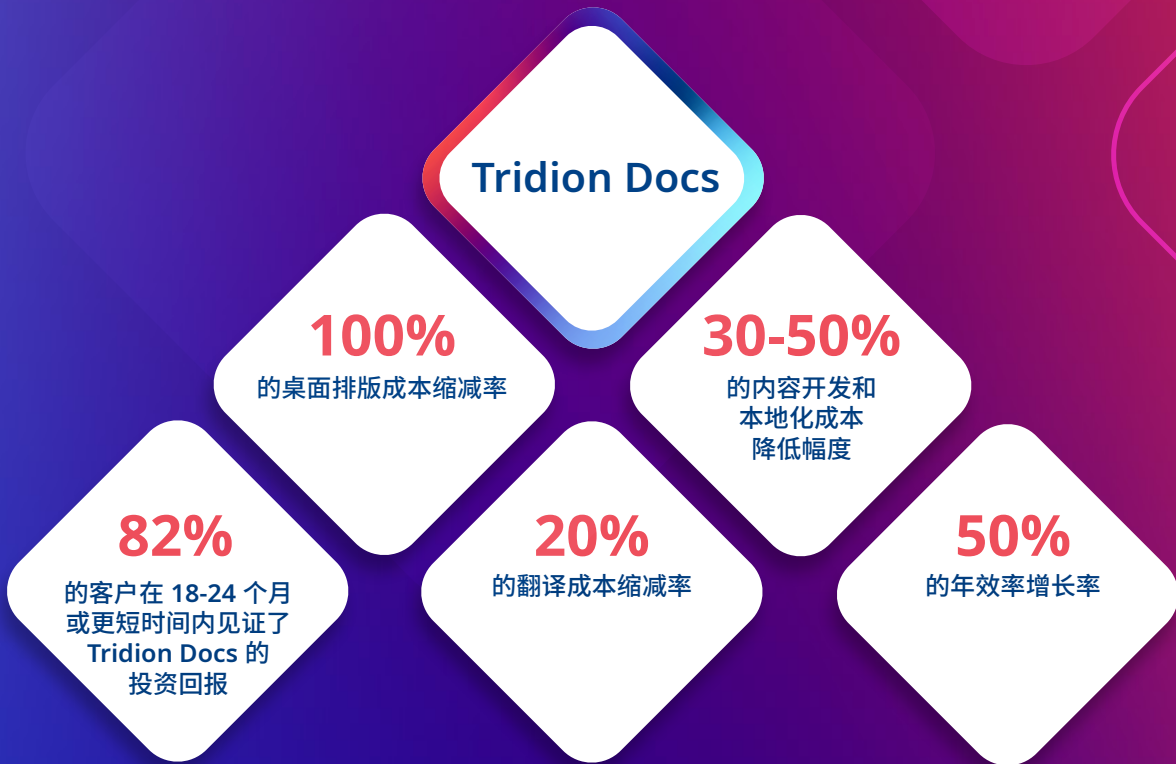 Tridion Docs
100%
的桌面排版成本缩减率
30-50%
的内容开发和
本地化成本
降低幅度
82%
的客户在 18-24 个月
或更短时间内见证了
Tridion Docs 的
投资回报
20%
的翻译成本缩减率
50%
的年效率增长率